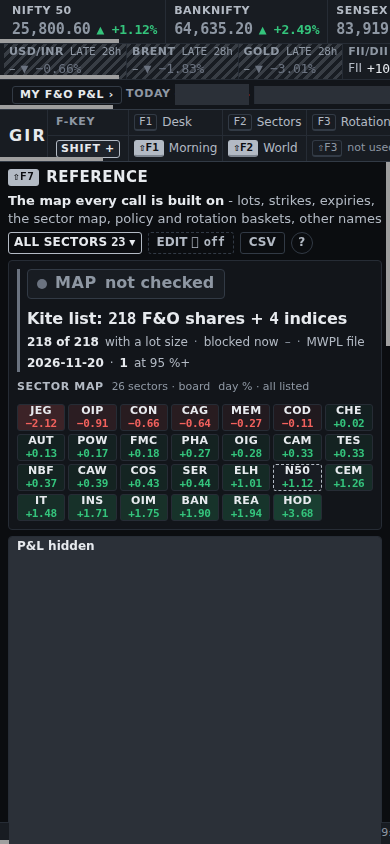 NIFTY 50 BANKNIFTY SENSEX
25,800.60 ▲ +1.12% 64,635.20 ▲ +2.49% 83,919
USD/INR LATE 28h BRENT LATE 28h GOLD LATE 28h FII/DII
– ▼ −0.66% – ▼ −1.83% – ▼ −3.01% FII +10
MY F&O P&L › TODAY
GIR F-KEY F1 Desk F2 Sectors F3 Rotation
SHIFT + ⇧F1 Morning ⇧F2 World ⇧F3 not used
⇧F7 REFERENCE
The map every call is built on - lots, strikes, expiries,
the sector map, policy and rotation baskets, other names
ALL SECTORS 23 ▾ EDIT off CSV ?
MAP not checked
Kite list: 218 F&O shares + 4 indices
218 of 218 with a lot size · blocked now – · MWPL file
2026-11-20 · 1 at 95 %+
SECTOR MAP 26 sectors · board day % · all listed
JEG OIP CON CAG MEM COD CHE
−2.12 −0.91 −0.66 −0.64 −0.27 −0.11 +0.02
AUT POW FMC PHA OIG CAM TES
+0.13 +0.17 +0.18 +0.27 +0.28 +0.33 +0.33
NBF CAW COS SER ELH N50 CEM
+0.37 +0.39 +0.43 +0.44 +1.01 +1.12 +1.26
IT INS OIM BAN REA HOD
+1.48 +1.71 +1.75 +1.90 +1.94 +3.68
P&L hidden